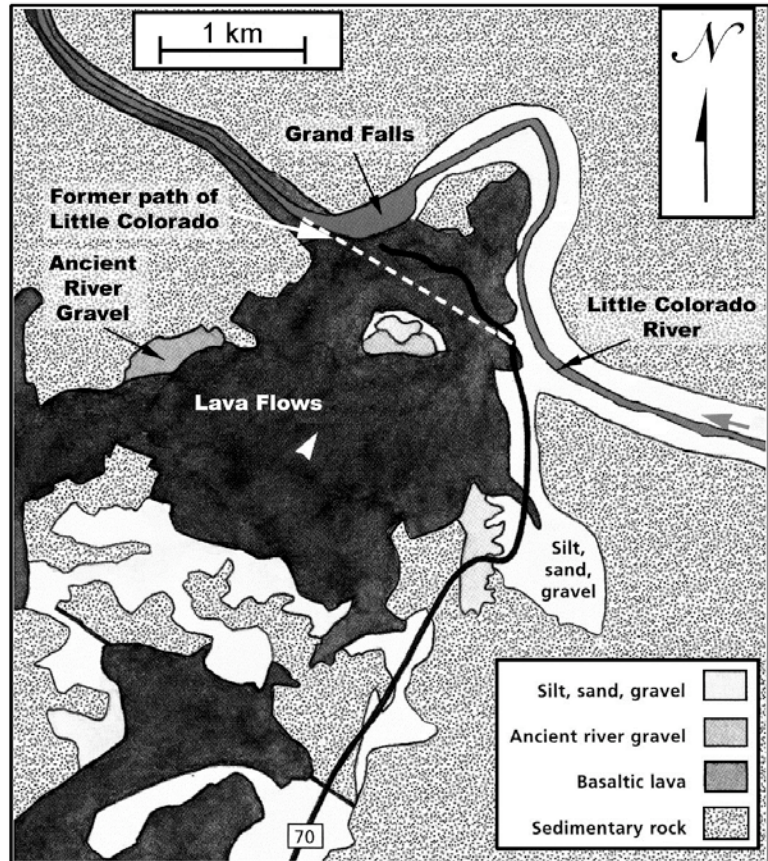 1 km
N
Grand Falls
Former path of
Little Colorado
Ancient
River
Gravel
Little Colorado
River
Lava Flows
Silt,
sand,
gravel
Silt, sand, gravel
Ancient river gravel
Basaltic lava
Sedimentary rock
70